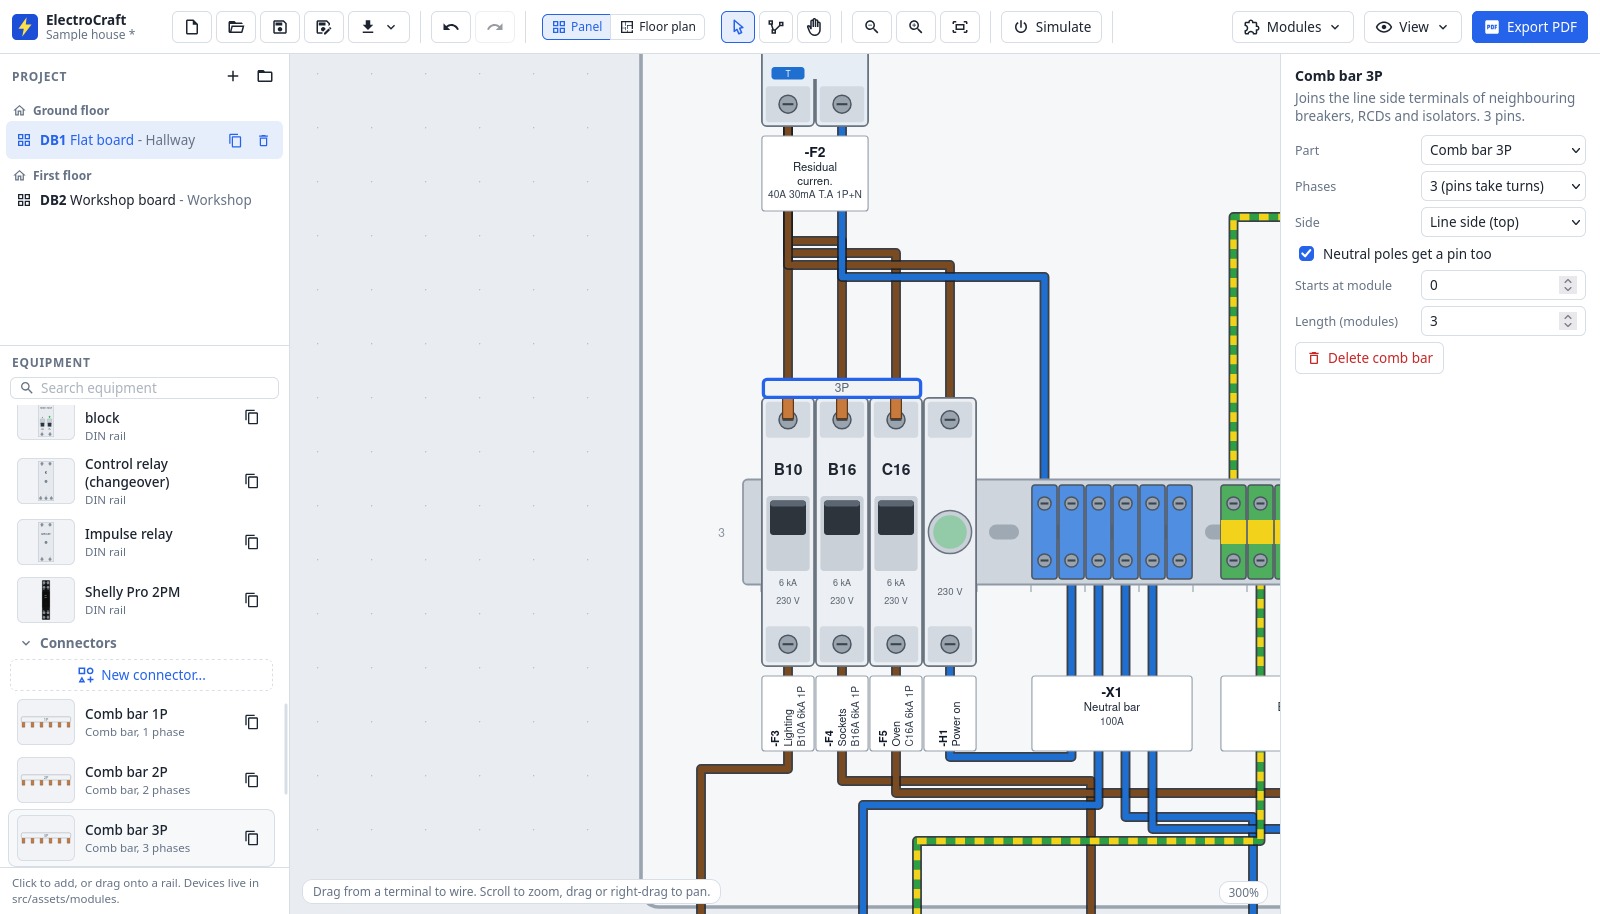 ElectroCraft
Sample house *
Panel
Floor plan
Simulate
Modules
View
PDF
Export PDF
PROJECT
Ground floor
DB1 Flat board - Hallway
First floor
DB2 Workshop board - Workshop
EQUIPMENT
Search equipment
block
DIN rail
Control relay
(changeover)
DIN rail
Impulse relay
DIN rail
Shelly Pro 2PM
DIN rail
Connectors
New connector...
Comb bar 1P
Comb bar, 1 phase
Comb bar 2P
Comb bar, 2 phases
Comb bar 3P
Comb bar, 3 phases
Click to add, or drag onto a rail. Devices live in
src/assets/modules.
T
-F2
Residual
curren.
40A 30mA T.A 1P+N
3P
B10
B16
C16
3
6 kA
230 V
6 kA
230 V
6 kA
230 V
230 V
-F3
Lighting
B10A 6kA 1P
-F4
Sockets
B16A 6kA 1P
-F5
Oven
C16A 6kA 1P
-H1
Power on
-X1
Neutral bar
100A
Drag from a terminal to wire. Scroll to zoom, drag or right-drag to pan.
300%
Comb bar 3P
Joins the line side terminals of neighbouring
breakers, RCDs and isolators. 3 pins.
Part
Comb bar 3P
Phases
3 (pins take turns)
Side
Line side (top)
Neutral poles get a pin too
Starts at module
0
Length (modules)
3
Delete comb bar